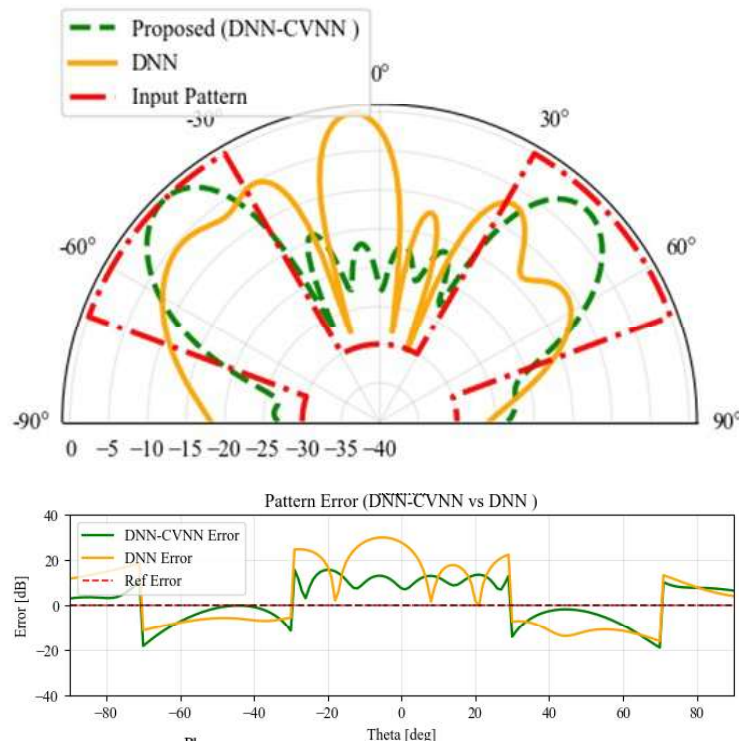 Proposed (DNN-CVNN )
DNN
Input Pattern
0°
-30°
30°
-60°
60°
-90°
90°
0 −5 −10 −15 −20 −25 −30 −35 −40
Pattern Error (DNN-CVNN vs DNN )
DNN-CVNN Error
DNN Error
Ref Error
Error [dB]
40
20
0
−20
−40
−80 −60 −40 −20 0 20 40 60 80
Theta [deg]